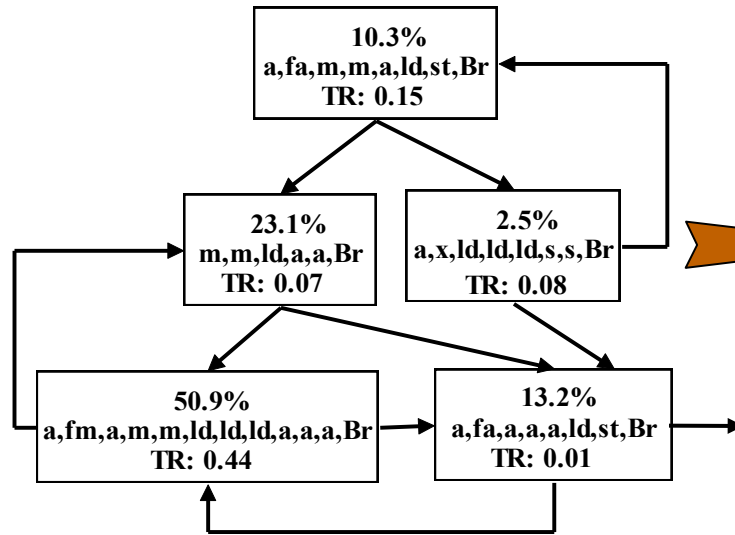 10.3%
a,fa,m,m,a,ld,st,Br
TR: 0.15
23.1%
m,m,ld,a,a,Br
TR: 0.07
2.5%
a,x,ld,ld,ld,s,s,Br
TR: 0.08
50.9%
a,fm,a,m,m,ld,ld,ld,a,a,a,Br
TR: 0.44
13.2%
a,fa,a,a,a,ld,st,Br
TR: 0.01